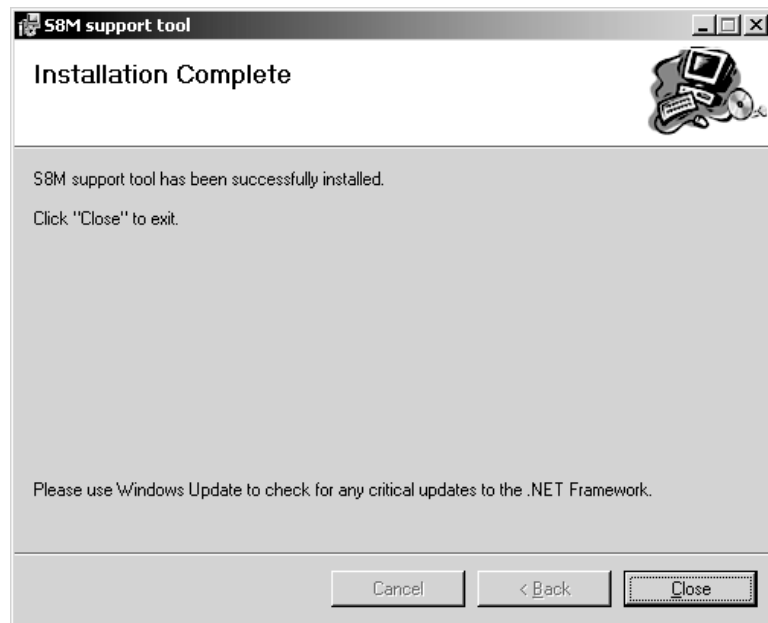 S8M support tool
Installation Complete
S8M support tool has been successfully installed.
Click "Close" to exit.
Please use Windows Update to check for any critical updates to the .NET Framework.
Cancel
< Back
Close